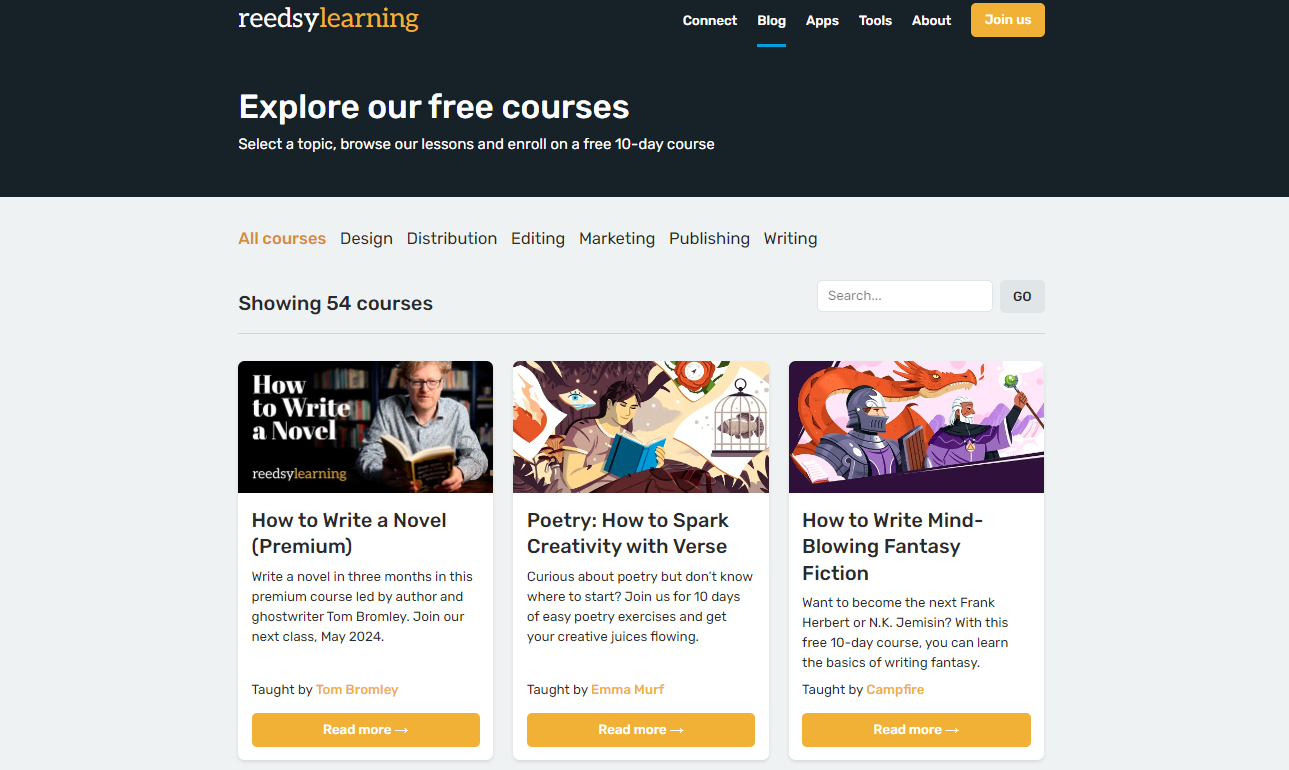 reedsylearning
Connect Blog Apps Tools About Join us
Explore our free courses
Select a topic, browse our lessons and enroll on a free 10-day course
All courses Design Distribution Editing Marketing Publishing Writing
Showing 54 courses
Search... GO
How
to Write
a Novel
reedsylearning
How to Write a Novel
(Premium)
Write a novel in three months in this
premium course led by author and
ghostwriter Tom Bromley. Join our
next class, May 2024.
Taught by Tom Bromley
Read more →
Poetry: How to Spark
Creativity with Verse
Curious about poetry but don't know
where to start? Join us for 10 days
of easy poetry exercises and get
your creative juices flowing.
Taught by Emma Murf
Read more →
How to Write Mind-
Blowing Fantasy
Fiction
Want to become the next Frank
Herbert or N.K. Jemisin? With this
free 10-day course, you can learn
the basics of writing fantasy.
Taught by Campfire
Read more →